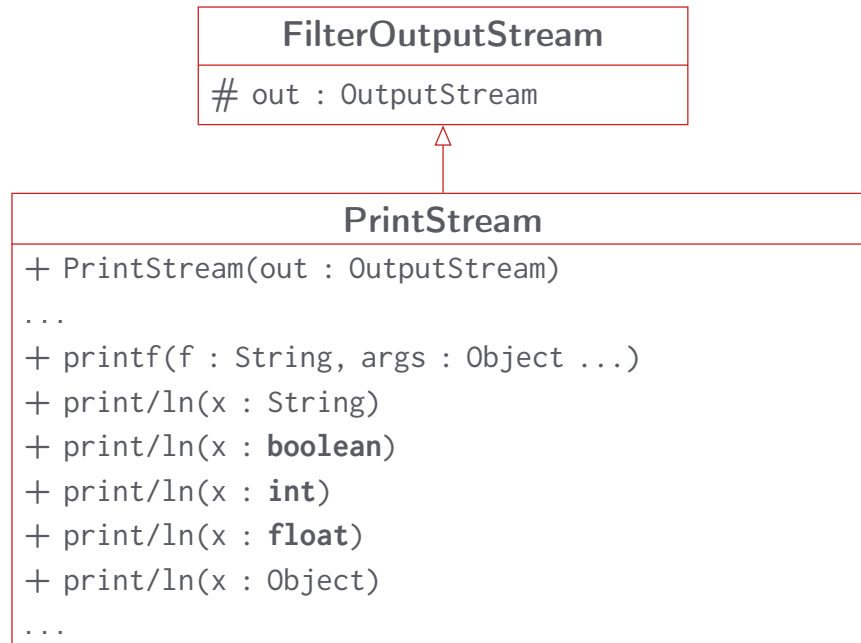 FilterOutputStream
# out : OutputStream
PrintStream
+ PrintStream(out : OutputStream)
...
+ printf(f : String, args : Object ...)
+ print/ln(x : String)
+ print/ln(x : boolean)
+ print/ln(x : int)
+ print/ln(x : float)
+ print/ln(x : Object)
...